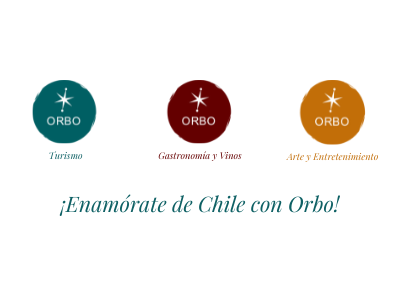 ORBO ORBO ORBO
Turismo Gastronomía y Vinos Arte y Entretenimiento
¡Enamórate de Chile con Orbo!